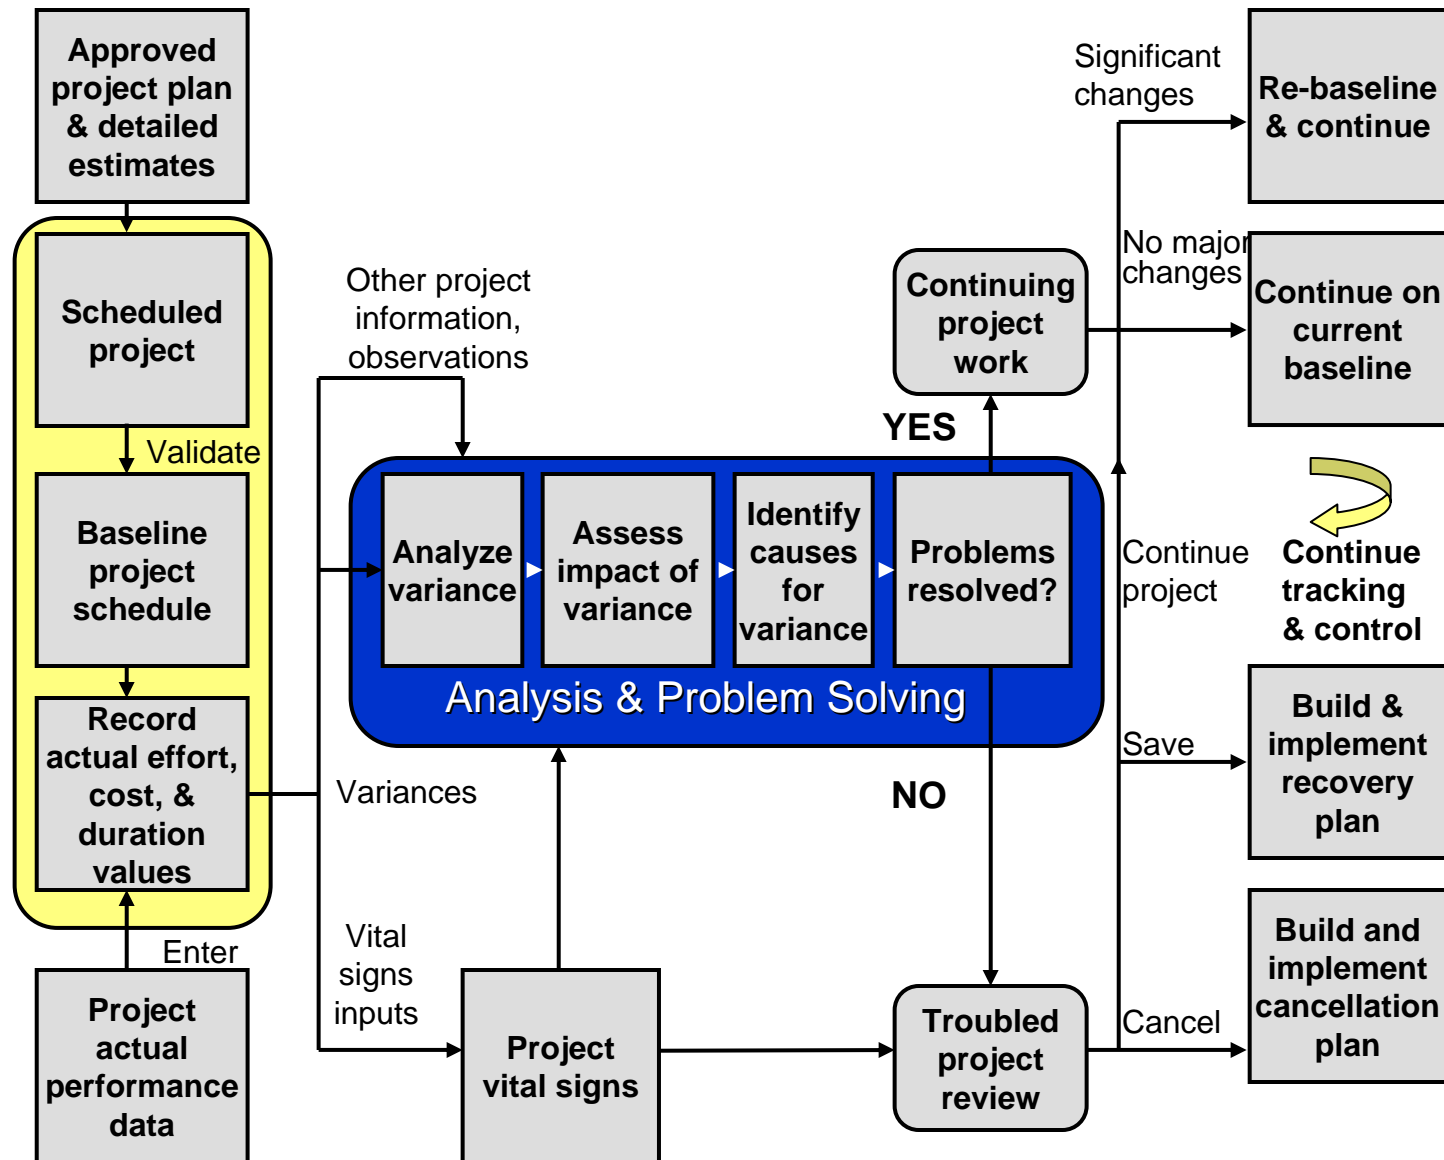 Approved
project plan
& detailed
estimates
Scheduled
project
Validate
Baseline
project
schedule
Record
actual effort,
cost, &
duration
values
Enter
Project
actual
performance
data
Other project
information,
observations
Variances
Vital
signs
inputs
Analyze
variance
Assess
impact of
variance
Identify
causes
for
variance
Problems
resolved?
Analysis & Problem Solving
Project
vital signs
YES
NO
Continuing
project
work
Troubled
project
review
Significant
changes
No major
changes
Continue
project
Save
Cancel
Re-baseline
& continue
Continue on
current
baseline
Continue
tracking
& control
Build &
implement
recovery
plan
Build and
implement
cancellation
plan